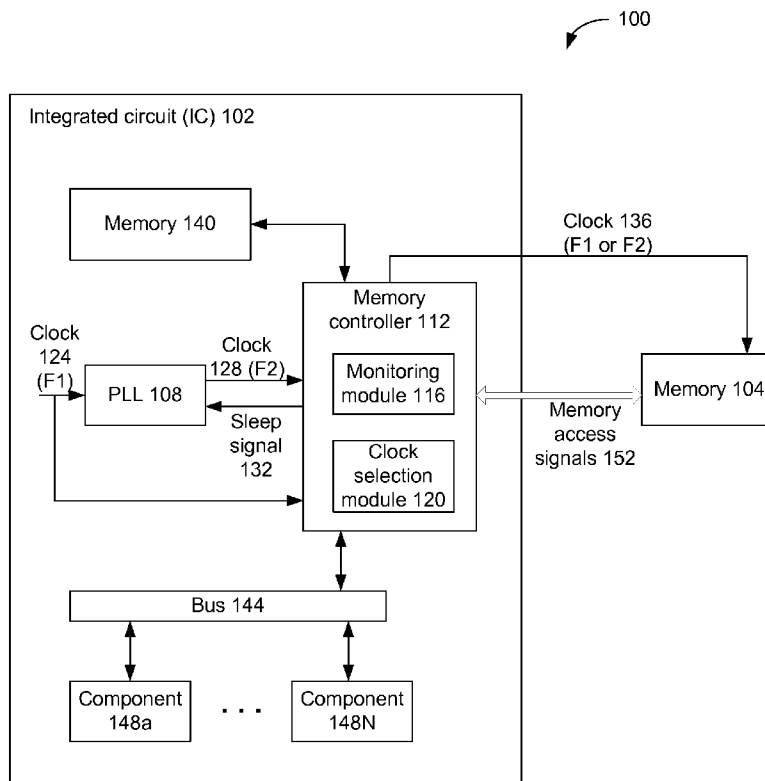 100
Integrated circuit (IC) 102
Memory 140
Clock 136
(F1 or F2)
Memory
controller 112
Clock
124
(F1)
Clock
128 (F2)
PLL 108
Monitoring
module 116
Memory 104
Sleep
signal
132
Memory
access
signals 152
Clock
selection
module 120
Bus 144
Component
148a
. . .
Component
148N